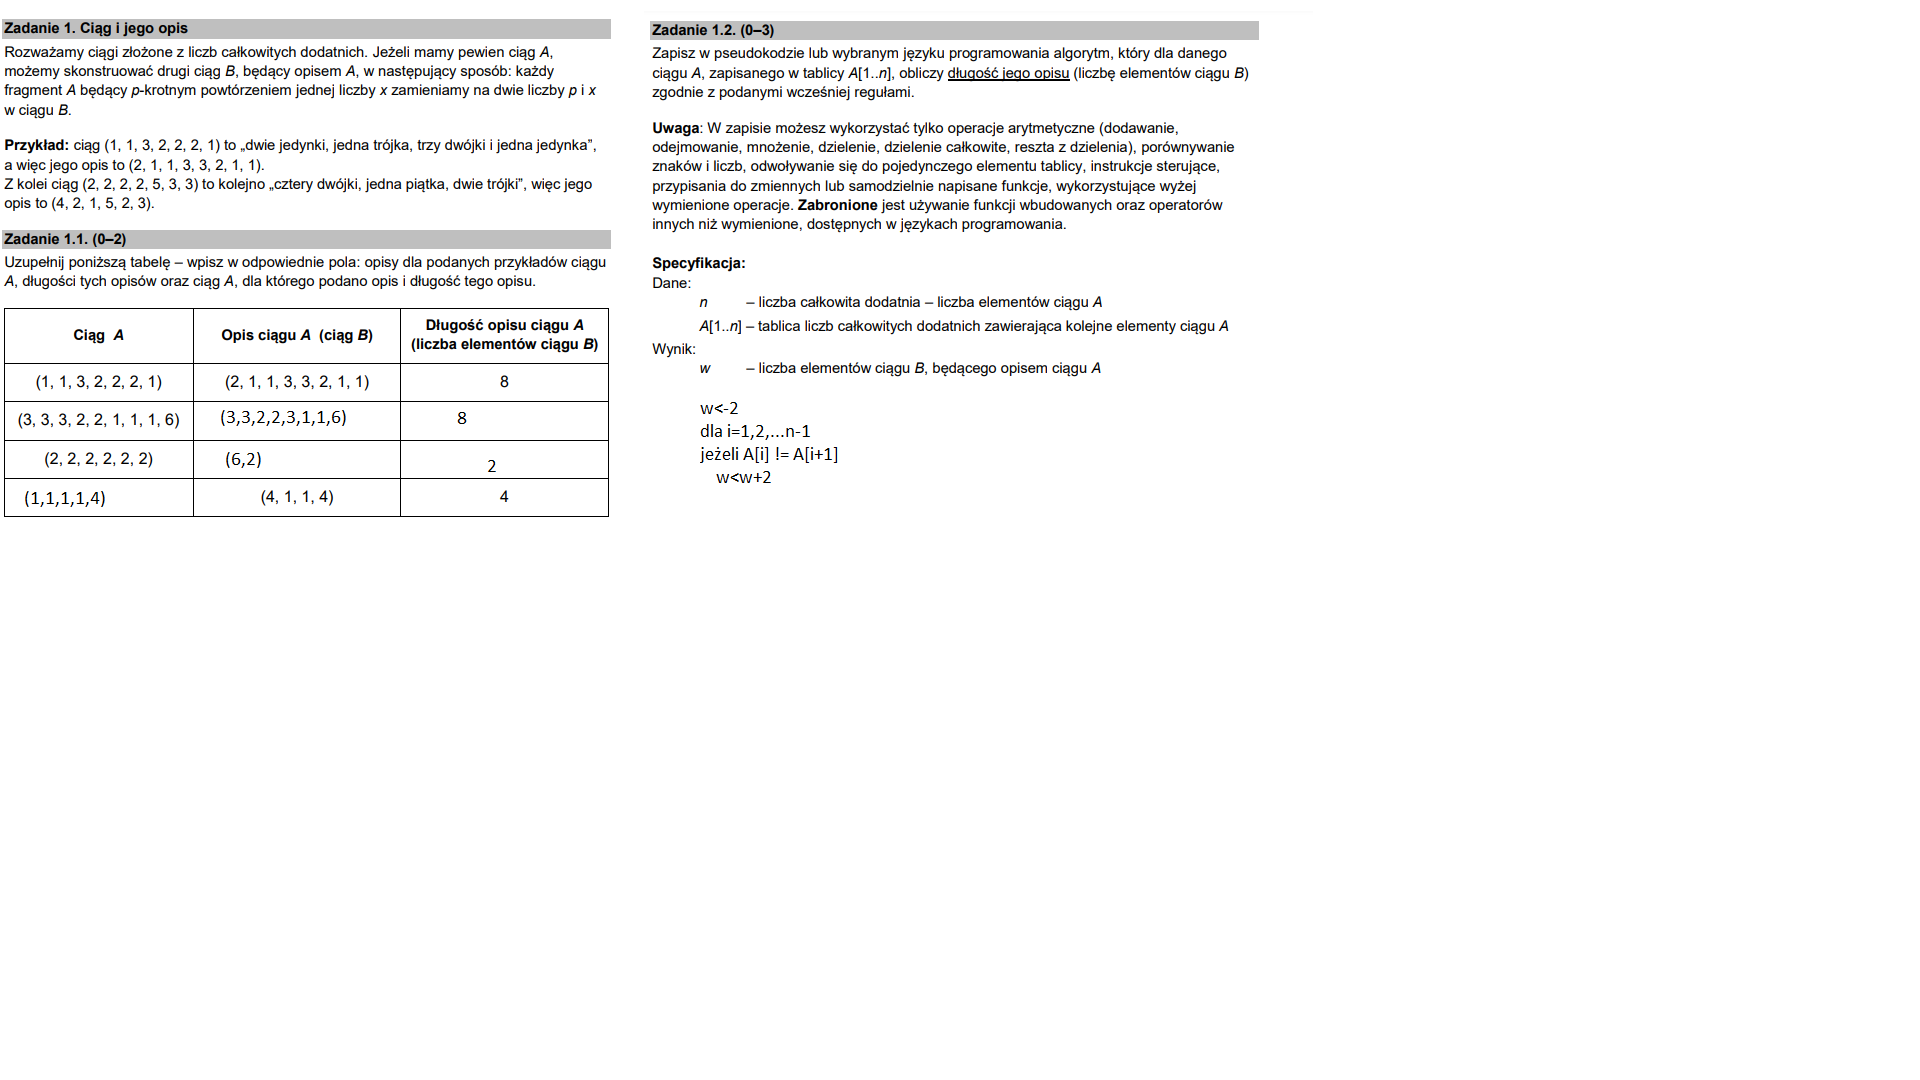 Zadanie 1. Ciąg i jego opis
Rozważamy ciągi złożone z liczb całkowitych dodatnich. Jeżeli mamy pewien ciąg A,
możemy skonstruować drugi ciąg B, będący opisem A, w następujący sposób: każdy
fragment A będący p-krotnym powtórzeniem jednej liczby x zamieniamy na dwie liczby p i x
w ciągu B.
Przykład: ciąg (1, 1, 3, 2, 2, 2, 1) to „dwie jedynki, jedna trójka, trzy dwójki i jedna jedynka”,
a więc jego opis to (2, 1, 1, 3, 3, 2, 1, 1).
Z kolei ciąg (2, 2, 2, 2, 5, 3, 3) to kolejno „cztery dwójki, jedna piątka, dwie trójki”, więc jego
opis to (4, 2, 1, 5, 2, 3).
Zadanie 1.1. (0–2)
Uzupełnij poniższą tabelę – wpisz w odpowiednie pola: opisy dla podanych przykładów ciągu
A, długości tych opisów oraz ciąg A, dla którego podano opis i długość tego opisu.
Ciąg A
Opis ciągu A (ciąg B)
Długość opisu ciągu A
(liczba elementów ciągu B)
(1, 1, 3, 2, 2, 2, 1)
(2, 1, 1, 3, 3, 2, 1, 1)
8
(3, 3, 3, 2, 2, 1, 1, 1, 6)
(3,3,2,2,3,1,1,6)
8
(2, 2, 2, 2, 2, 2)
(6,2)
2
(1,1,1,1,4)
(4, 1, 1, 4)
4
Zadanie 1.2. (0–3)
Zapisz w pseudokodzie lub wybranym języku programowania algorytm, który dla danego
ciągu A, zapisanego w tablicy A[1..n], obliczy długość jego opisu (liczbę elementów ciągu B)
zgodnie z podanymi wcześniej regułami.
Uwaga: W zapisie możesz wykorzystać tylko operacje arytmetyczne (dodawanie,
odejmowanie, mnożenie, dzielenie, dzielenie całkowite, reszta z dzielenia), porównywanie
znaków i liczb, odwoływanie się do pojedynczego elementu tablicy, instrukcje sterujące,
przypisania do zmiennych lub samodzielnie napisane funkcje, wykorzystujące wyżej
wymienione operacje. Zabronione jest używanie funkcji wbudowanych oraz operatorów
innych niż wymienione, dostępnych w językach programowania.
Specyfikacja:
Dane:
n – liczba całkowita dodatnia – liczba elementów ciągu A
A[1..n] – tablica liczb całkowitych dodatnich zawierająca kolejne elementy ciągu A
Wynik:
w – liczba elementów ciągu B, będącego opisem ciągu A
w<-2
dla i=1,2,...n-1
jeżeli A[i] != A[i+1]
w<w+2